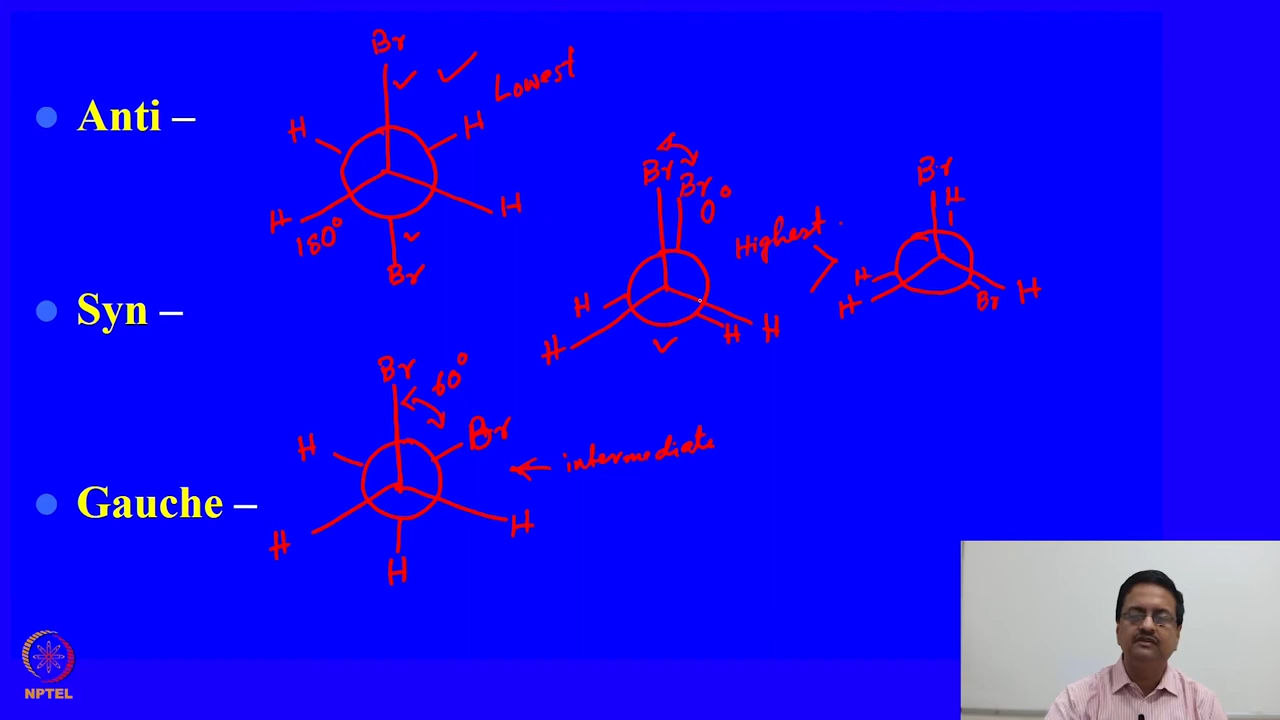 Br
Anti –
H
H
Lowest
H
H
180°
Br
Br
Br
0°
Highest
H
H
H
H
>
Br
H
H
H
Br
H
Syn –
Br
60°
Br
H
intermediate
H
H
H
Gauche –
NPTEL